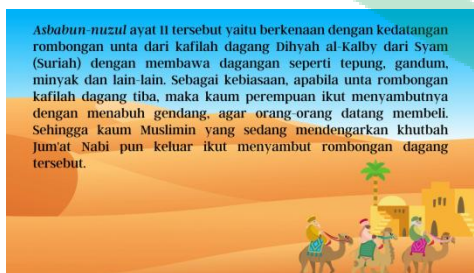 Asbabun-nuzul ayat 11 tersebut yaitu berkenaan dengan kedatangan
rombongan unta dari kafilah dagang Dihyah al-Kalby dari Syam
(Suriah) dengan membawa dagangan seperti tepung, gandum,
minyak dan lain-lain. Sebagai kebiasaan, apabila unta rombongan
kafilah dagang tiba, maka kaum perempuan ikut menyambutnya
dengan menabuh gendang, agar orang-orang datang membeli.
Sehingga kaum Muslimin yang sedang mendengarkan khutbah
Jum'at Nabi pun keluar ikut menyambut rombongan dagang
tersebut.